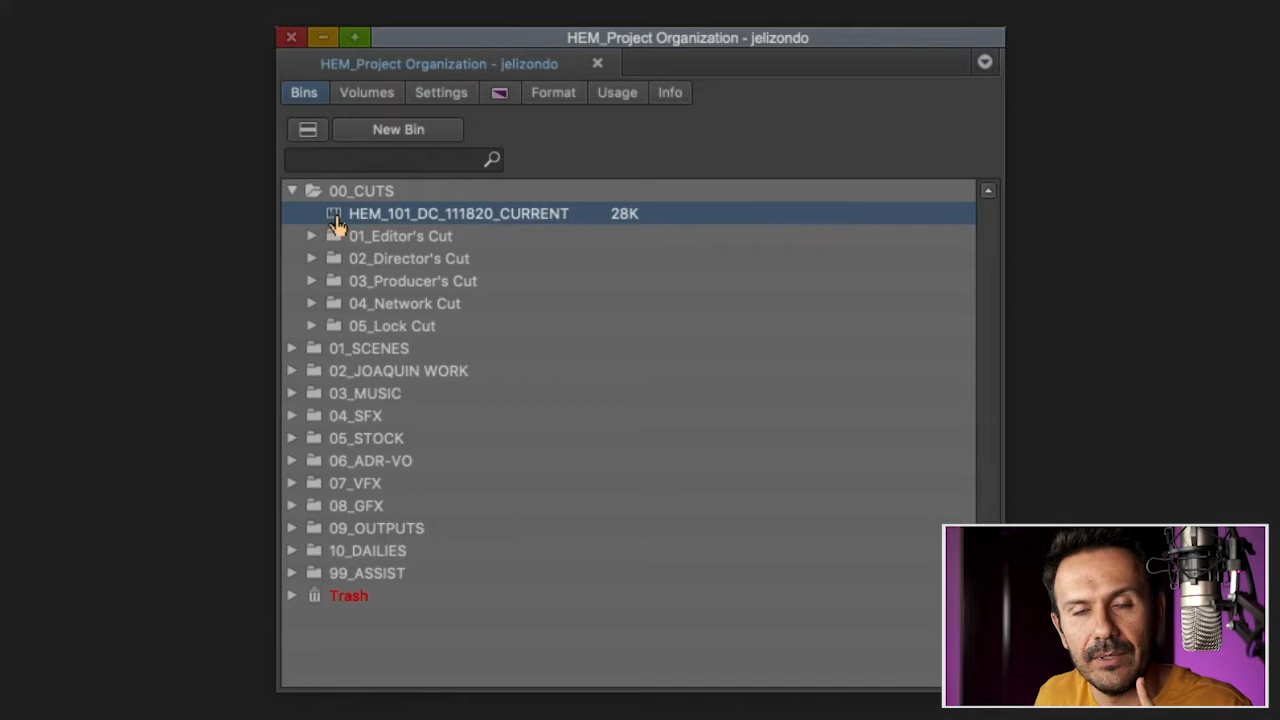 HEM_Project Organization - jelizondo
HEM_Project Organization - jelizondo
Bins Volumes Settings Format Usage Info
New Bin
00_CUTS
HEM_101_DC_111820_CURRENT 28K
01_Editor's Cut
02_Director's Cut
03_Producer's Cut
04_Network Cut
05_Lock Cut
01_SCENES
02_JOAQUIN WORK
03_MUSIC
04_SFX
05_STOCK
06_ADR-VO
07_VFX
08_GFX
09_OUTPUTS
10_DAILIES
99_ASSIST
Trash